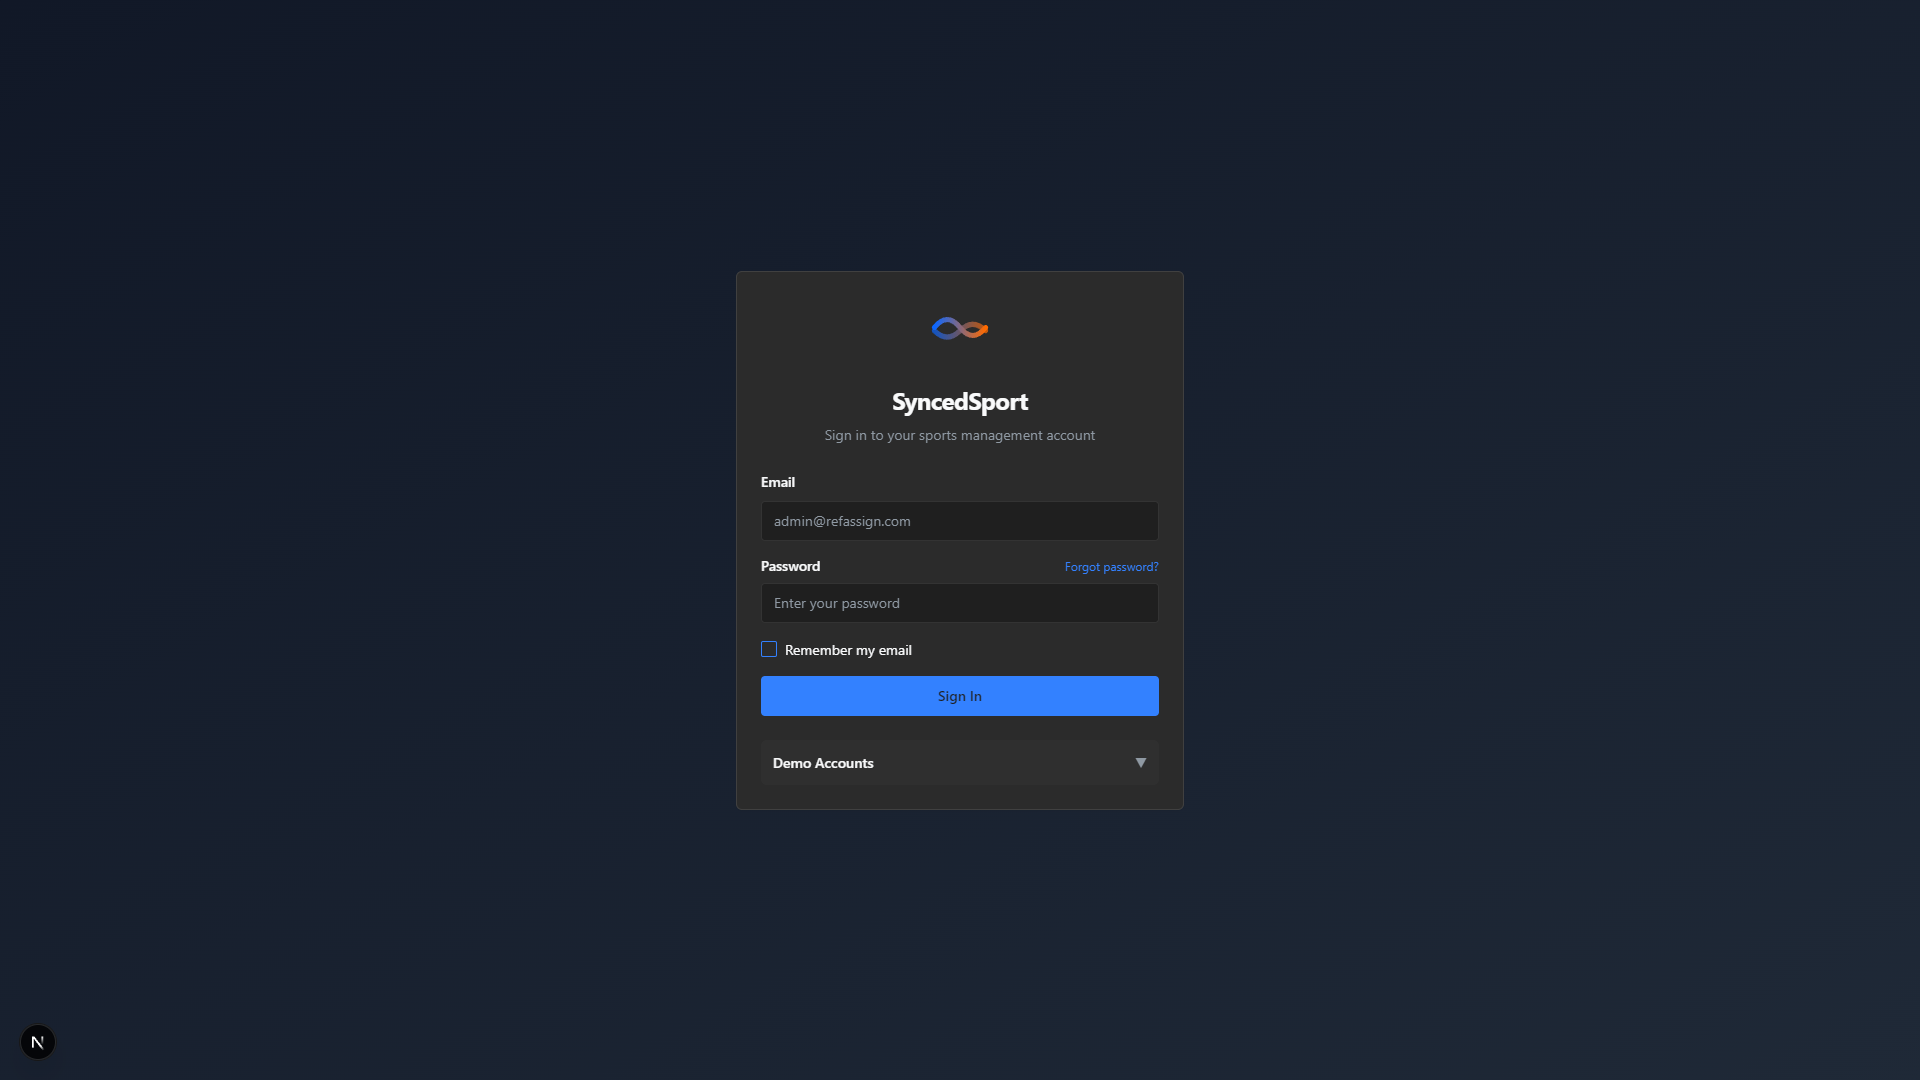 SyncedSport
Sign in to your sports management account
Email
admin@refassign.com
Password
Forgot password?
Enter your password
Remember my email
Sign In
Demo Accounts
N